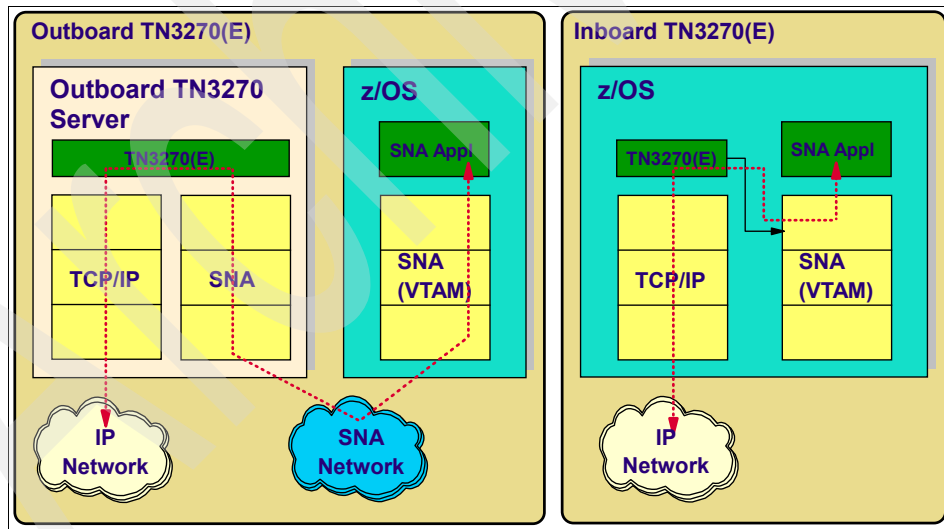 Outboard TN3270(E)
Outboard TN3270
Server
TN3270(E)
TCP/IP
SNA
IP
Network
z/OS
SNA Appl
SNA
(VTAM)
SNA
Network
Inboard TN3270(E)
z/OS
TN3270(E)
SNA Appl
TCP/IP
SNA
(VTAM)
IP
Network